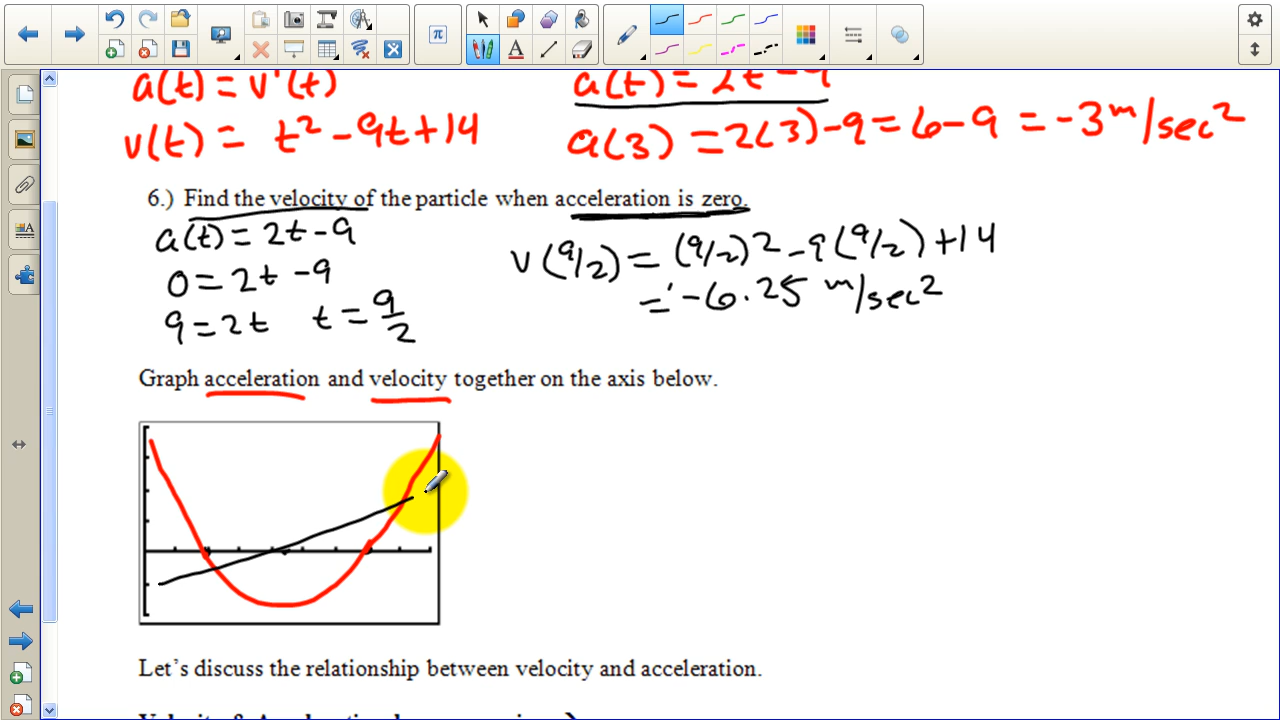 a(t) = v'(t)
a(t) = 2t - 9
v(t) = t² - 9t + 14
a(3) = 2(3) - 9 = 6 - 9 = -3 m/sec²
6.) Find the velocity of the particle when acceleration is zero.
a(t) = 2t - 9
0 = 2t - 9
9 = 2t t = 9/2
v(9/2) = (9/2)2 - 9(9/2) + 14
= -6.25 m/sec²
Graph acceleration and velocity together on the axis below.
Let's discuss the relationship between velocity and acceleration.